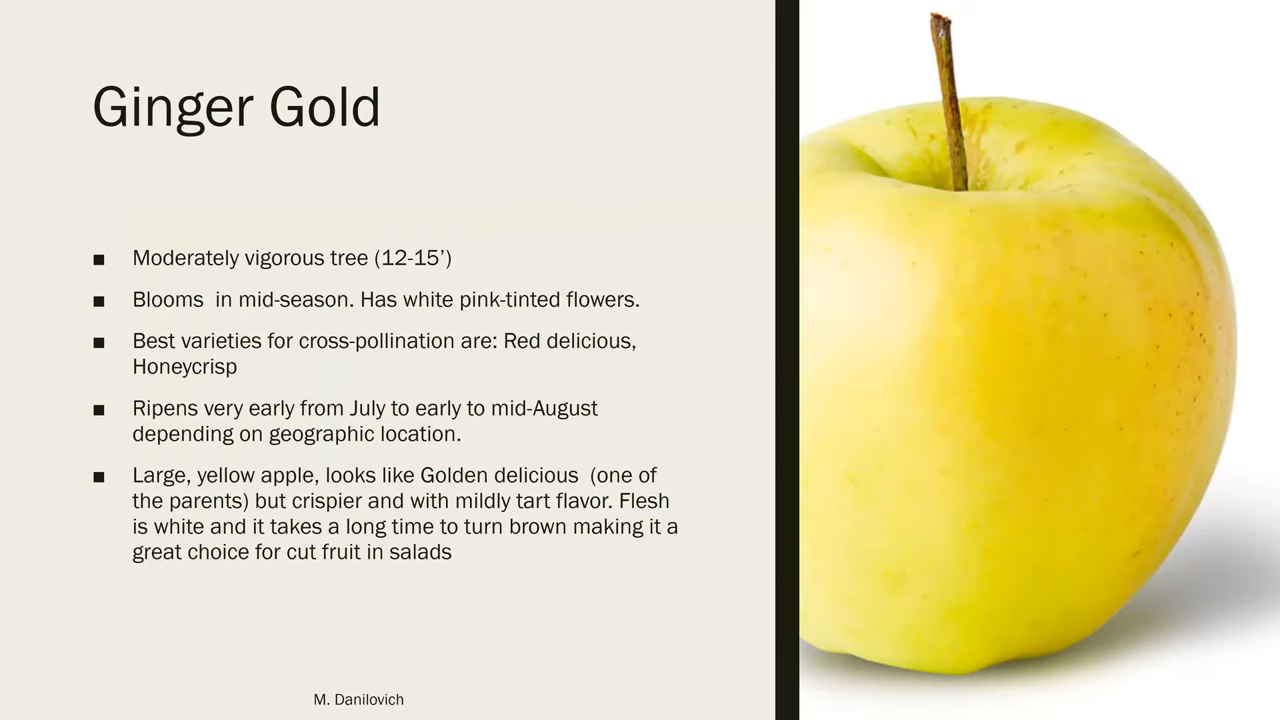 Ginger Gold
■ Moderately vigorous tree (12-15’)
■ Blooms  in mid-season. Has white pink-tinted flowers.
■ Best varieties for cross-pollination are: Red delicious,
Honeycrisp
■ Ripens very early from July to early to mid-August
depending on geographic location.
■ Large, yellow apple, looks like Golden delicious  (one of
the parents) but crispier and with mildly tart flavor. Flesh
is white and it takes a long time to turn brown making it a
great choice for cut fruit in salads
M. Danilovich